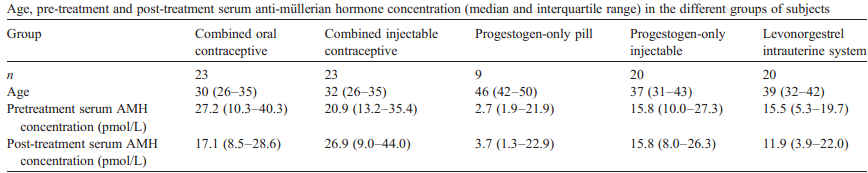 Age, pre-treatment and post-treatment serum anti-müllerian hormone concentration (median and interquartile range) in the different groups of subjects
Group Combined oral contraceptive Combined injectable contraceptive Progestogen-only pill Progestogen-only injectable Levonorgestrel intrauterine system
n 23 23 9 20 20
Age 30 (26–35) 32 (26–35) 46 (42–50) 37 (31–43) 39 (32–42)
Pretreatment serum AMH concentration (pmol/L) 27.2 (10.3–40.3) 20.9 (13.2–35.4) 2.7 (1.9–21.9) 15.8 (10.0–27.3) 15.5 (5.3–19.7)
Post-treatment serum AMH concentration (pmol/L) 17.1 (8.5–28.6) 26.9 (9.0–44.0) 3.7 (1.3–22.9) 15.8 (8.0–26.3) 11.9 (3.9–22.0)